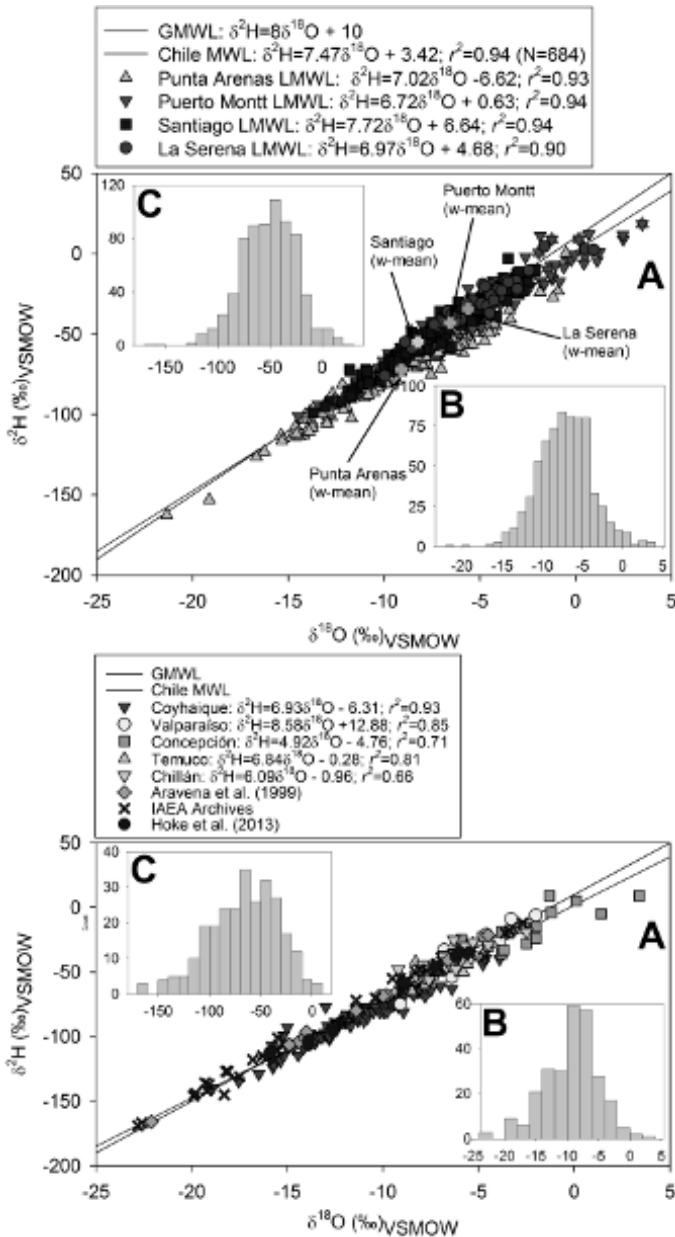 GMWL: δ²H=8δ¹⁸O + 10
Chile MWL: δ²H=7.47δ¹⁸O + 3.42; r²=0.94 (N=684)
Punta Arenas LMWL: δ²H=7.02δ¹⁸O -6.62; r²=0.93
Puerto Montt LMWL: δ²H=6.72δ¹⁸O + 0.63; r²=0.94
Santiago LMWL: δ²H=7.72δ¹⁸O + 6.64; r²=0.94
La Serena LMWL: δ²H=6.97δ¹⁸O + 4.68; r²=0.90
50
0
-50
-100
-150
-200
δ²H (‰)VSMOW
120
80
40
0
C
-150 -100 -50 0
Puerto Montt
(w-mean)
Santiago
(w-mean)
A
La Serena
(w-mean)
Punta Arenas
(w-mean)
100
75
50
25
0
B
-20 -15 -10 -5 0 5
-25 -20 -15 -10 -5 0 5
δ¹⁸O (‰)VSMOW
GMWL
Chile MWL
Coyhaique: δ²H=6.93δ¹⁸O - 6.31; r²=0.93
Valparaíso: δ²H=8.58δ¹⁸O +12.88; r²=0.85
Concepción: δ²H=4.92δ¹⁸O - 4.76; r²=0.71
Temuco: δ²H=6.84δ¹⁸O - 0.28; r²=0.81
Chillán: δ²H=6.09δ¹⁸O - 0.96; r²=0.66
Aravena et al. (1999)
IAEA Archives
Hoke et al. (2013)
50
0
-50
-100
-150
-200
δ²H (‰)VSMOW
40
30
20
10
0
C
-150 -100 -50 0
A
60
40
20
0
B
-25 -20 -15 -10 -5 0 5
-25 -20 -15 -10 -5 0 5
δ¹⁸O (‰)VSMOW